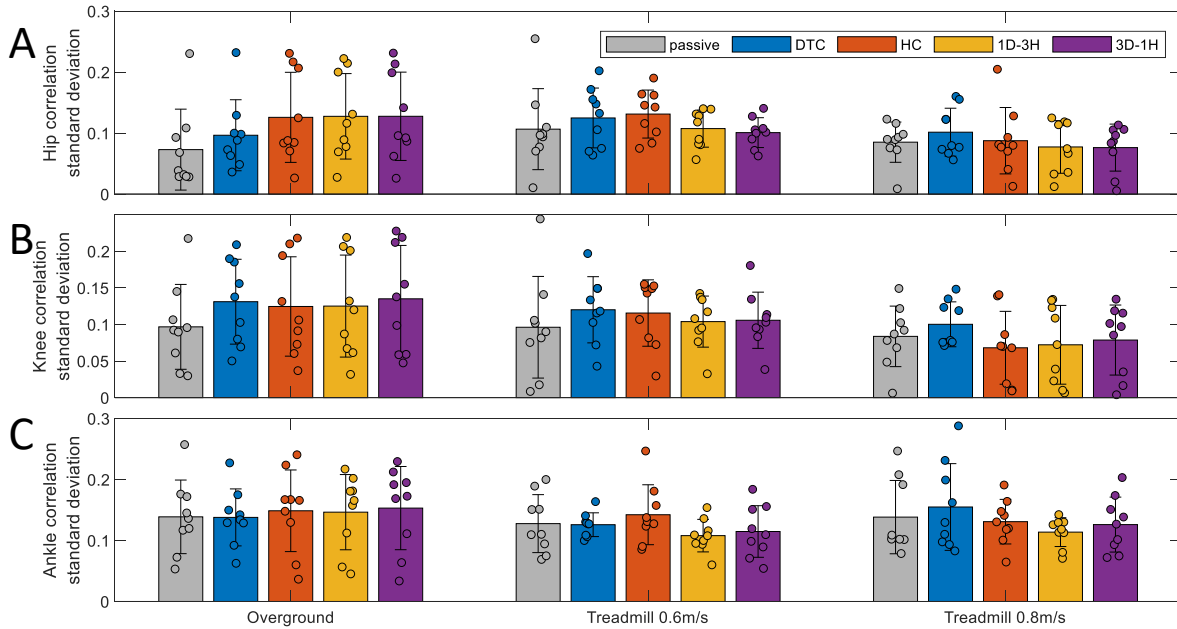 A
Hip correlation
standard deviation
0.3
0.2
0.1
0
passive
DTC
HC
1D-3H
3D-1H
B
Knee correlation
standard deviation
0.2
0.15
0.1
0.05
0
C
Ankle correlation
standard deviation
0.3
0.2
0.1
0
Overground
Treadmill 0.6m/s
Treadmill 0.8m/s